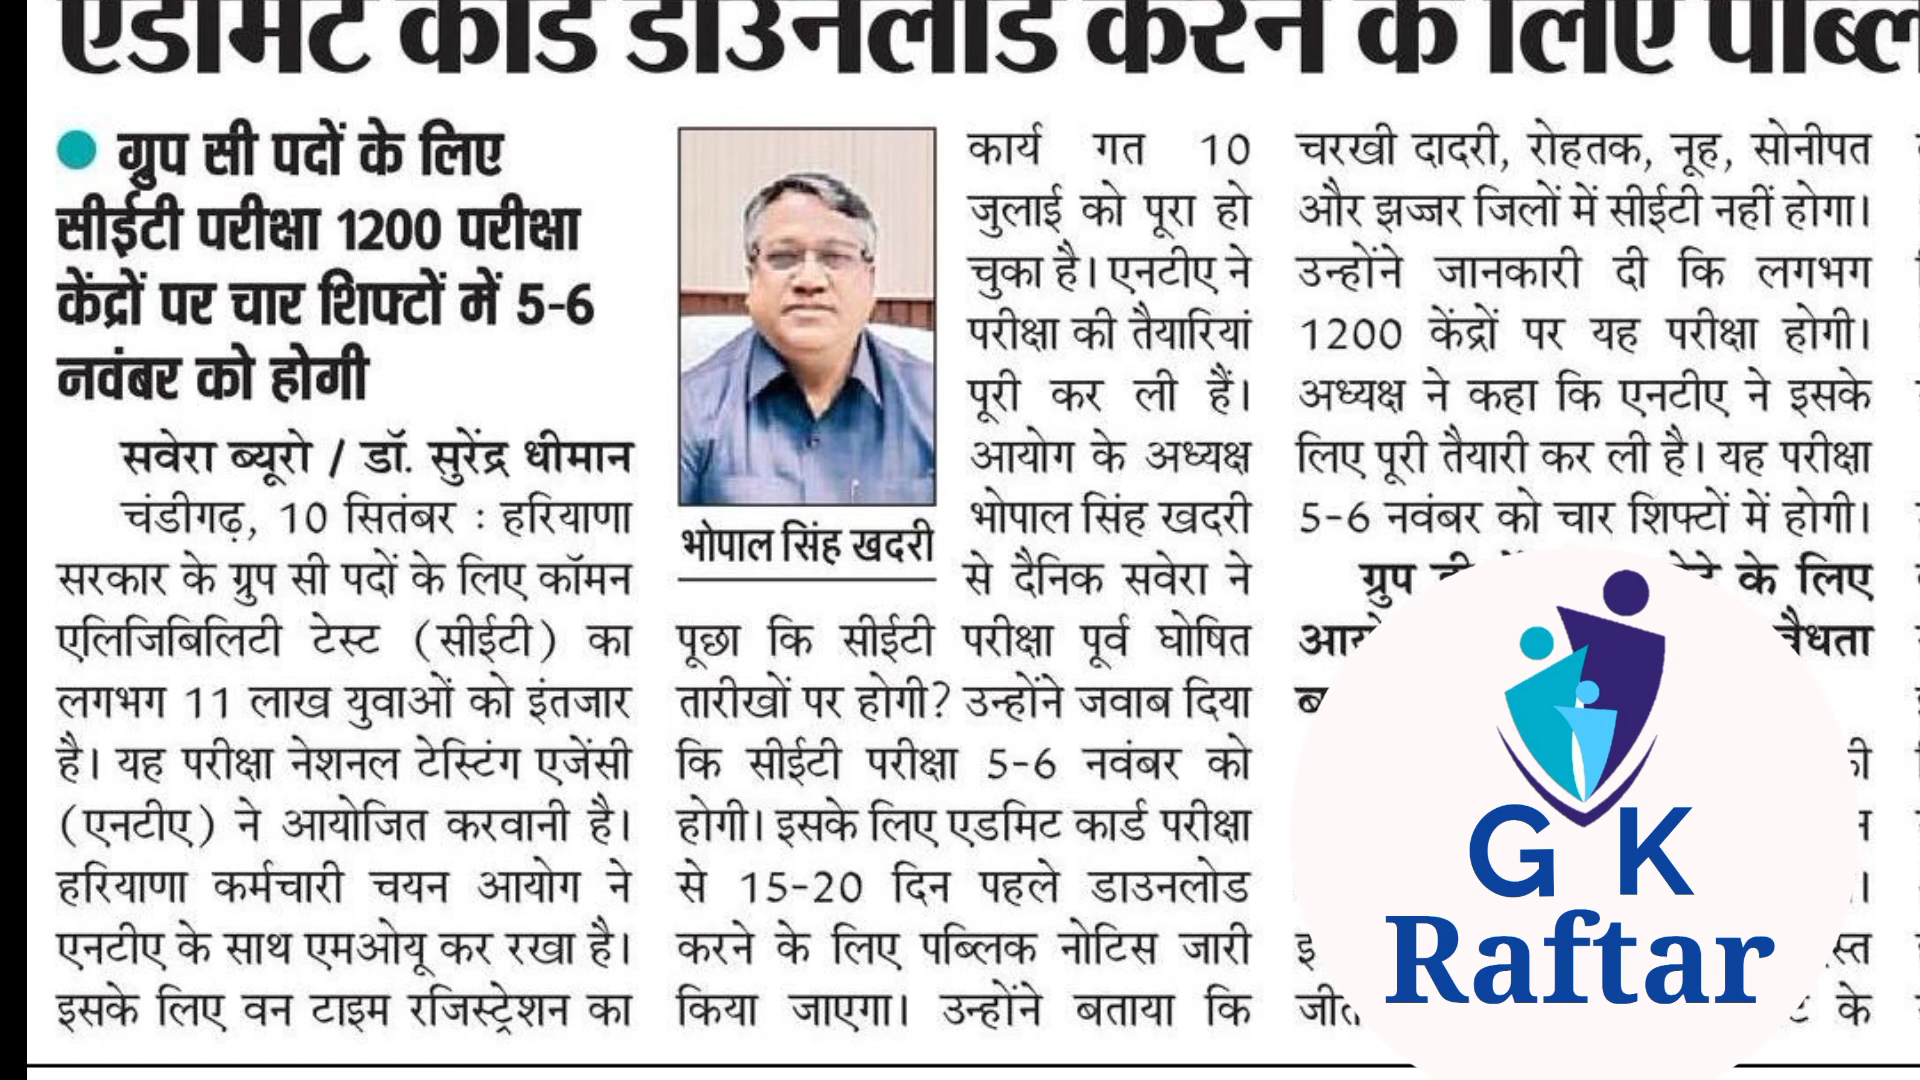 एडमिट कार्ड डाउनलोड करने के लिए
ग्रुप सी पदों के लिए
सीईटी परीक्षा 1200 परीक्षा
केंद्रों पर चार शिफ्टों में 5-6
नवंबर को होगी
सवेरा ब्यूरो / डॉ. सुरेंद्र धीमान
चंडीगढ़, 10 सितंबर : हरियाणा
सरकार के ग्रुप सी पदों के लिए कॉमन
एलिजिबिलिटी टेस्ट (सीईटी) का
लगभग 11 लाख युवाओं को इंतजार
है। यह परीक्षा नेशनल टेस्टिंग एजेंसी
(एनटीए) ने आयोजित करवानी है।
हरियाणा कर्मचारी चयन आयोग ने
एनटीए के साथ एमओयू कर रखा है।
इसके लिए वन टाइम रजिस्ट्रेशन का
भोपाल सिंह खदरी
कार्य गत 10
जुलाई को पूरा हो
चुका है। एनटीए ने
परीक्षा की तैयारियां
पूरी कर ली हैं।
आयोग के अध्यक्ष
भोपाल सिंह खदरी
से दैनिक सवेरा ने
पूछा कि सीईटी परीक्षा पूर्व घोषित
तारीखों पर होगी? उन्होंने जवाब दिया
कि सीईटी परीक्षा 5-6 नवंबर को
होगी। इसके लिए एडमिट कार्ड परीक्षा
से 15-20 दिन पहले डाउनलोड
करने के लिए पब्लिक नोटिस जारी
किया जाएगा। उन्होंने बताया कि
चरखी दादरी, रोहतक, नूह, सोनीपत
और झज्जर जिलों में सीईटी नहीं होगा।
उन्होंने जानकारी दी कि लगभग
1200 केंद्रों पर यह परीक्षा होगी।
अध्यक्ष ने कहा कि एनटीए ने इसके
लिए पूरी तैयारी कर ली है। यह परीक्षा
5-6 नवंबर को चार शिफ्टों में होगी।
ग्रुप के लिए
के
G K
Raftar